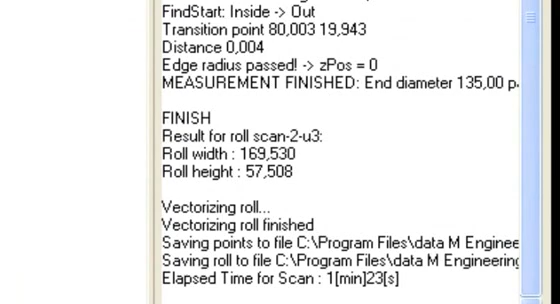 FindStart: Inside -> Out
Transition point 80,003 19,943
Distance 0,004
Edge radius passed! -> zPos = 0
MEASUREMENT FINISHED: End diameter 135,00
FINISH
Result for roll scan-2-u3:
Roll width : 169,530
Roll height : 57,508
Vectorizing roll...
Vectorizing roll finished
Saving points to file C:\Program Files\data M Enginee
Saving roll to file C:\Program Files\data M Engineering
Elapsed Time for Scan : 1[min]23[s]